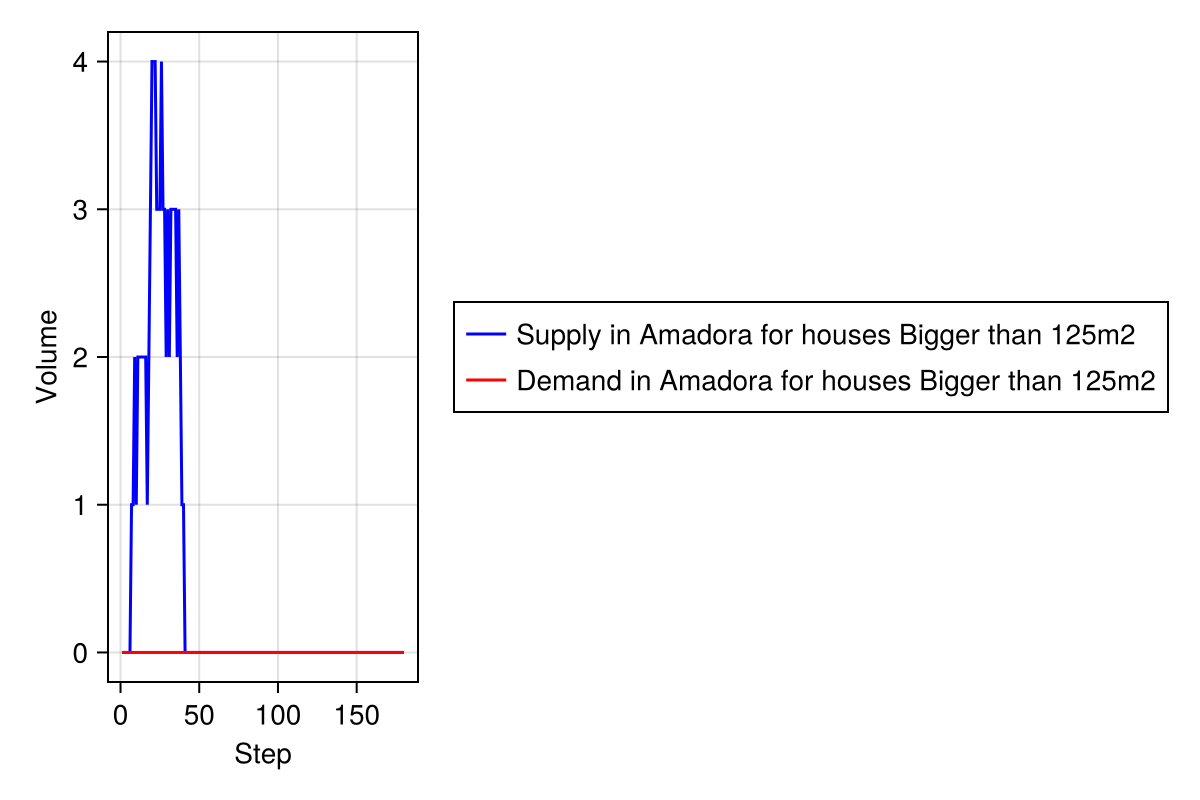 4
3
2
1
0
Volume
0 50 100 150
Step
Supply in Amadora for houses Bigger than 125m2
Demand in Amadora for houses Bigger than 125m2